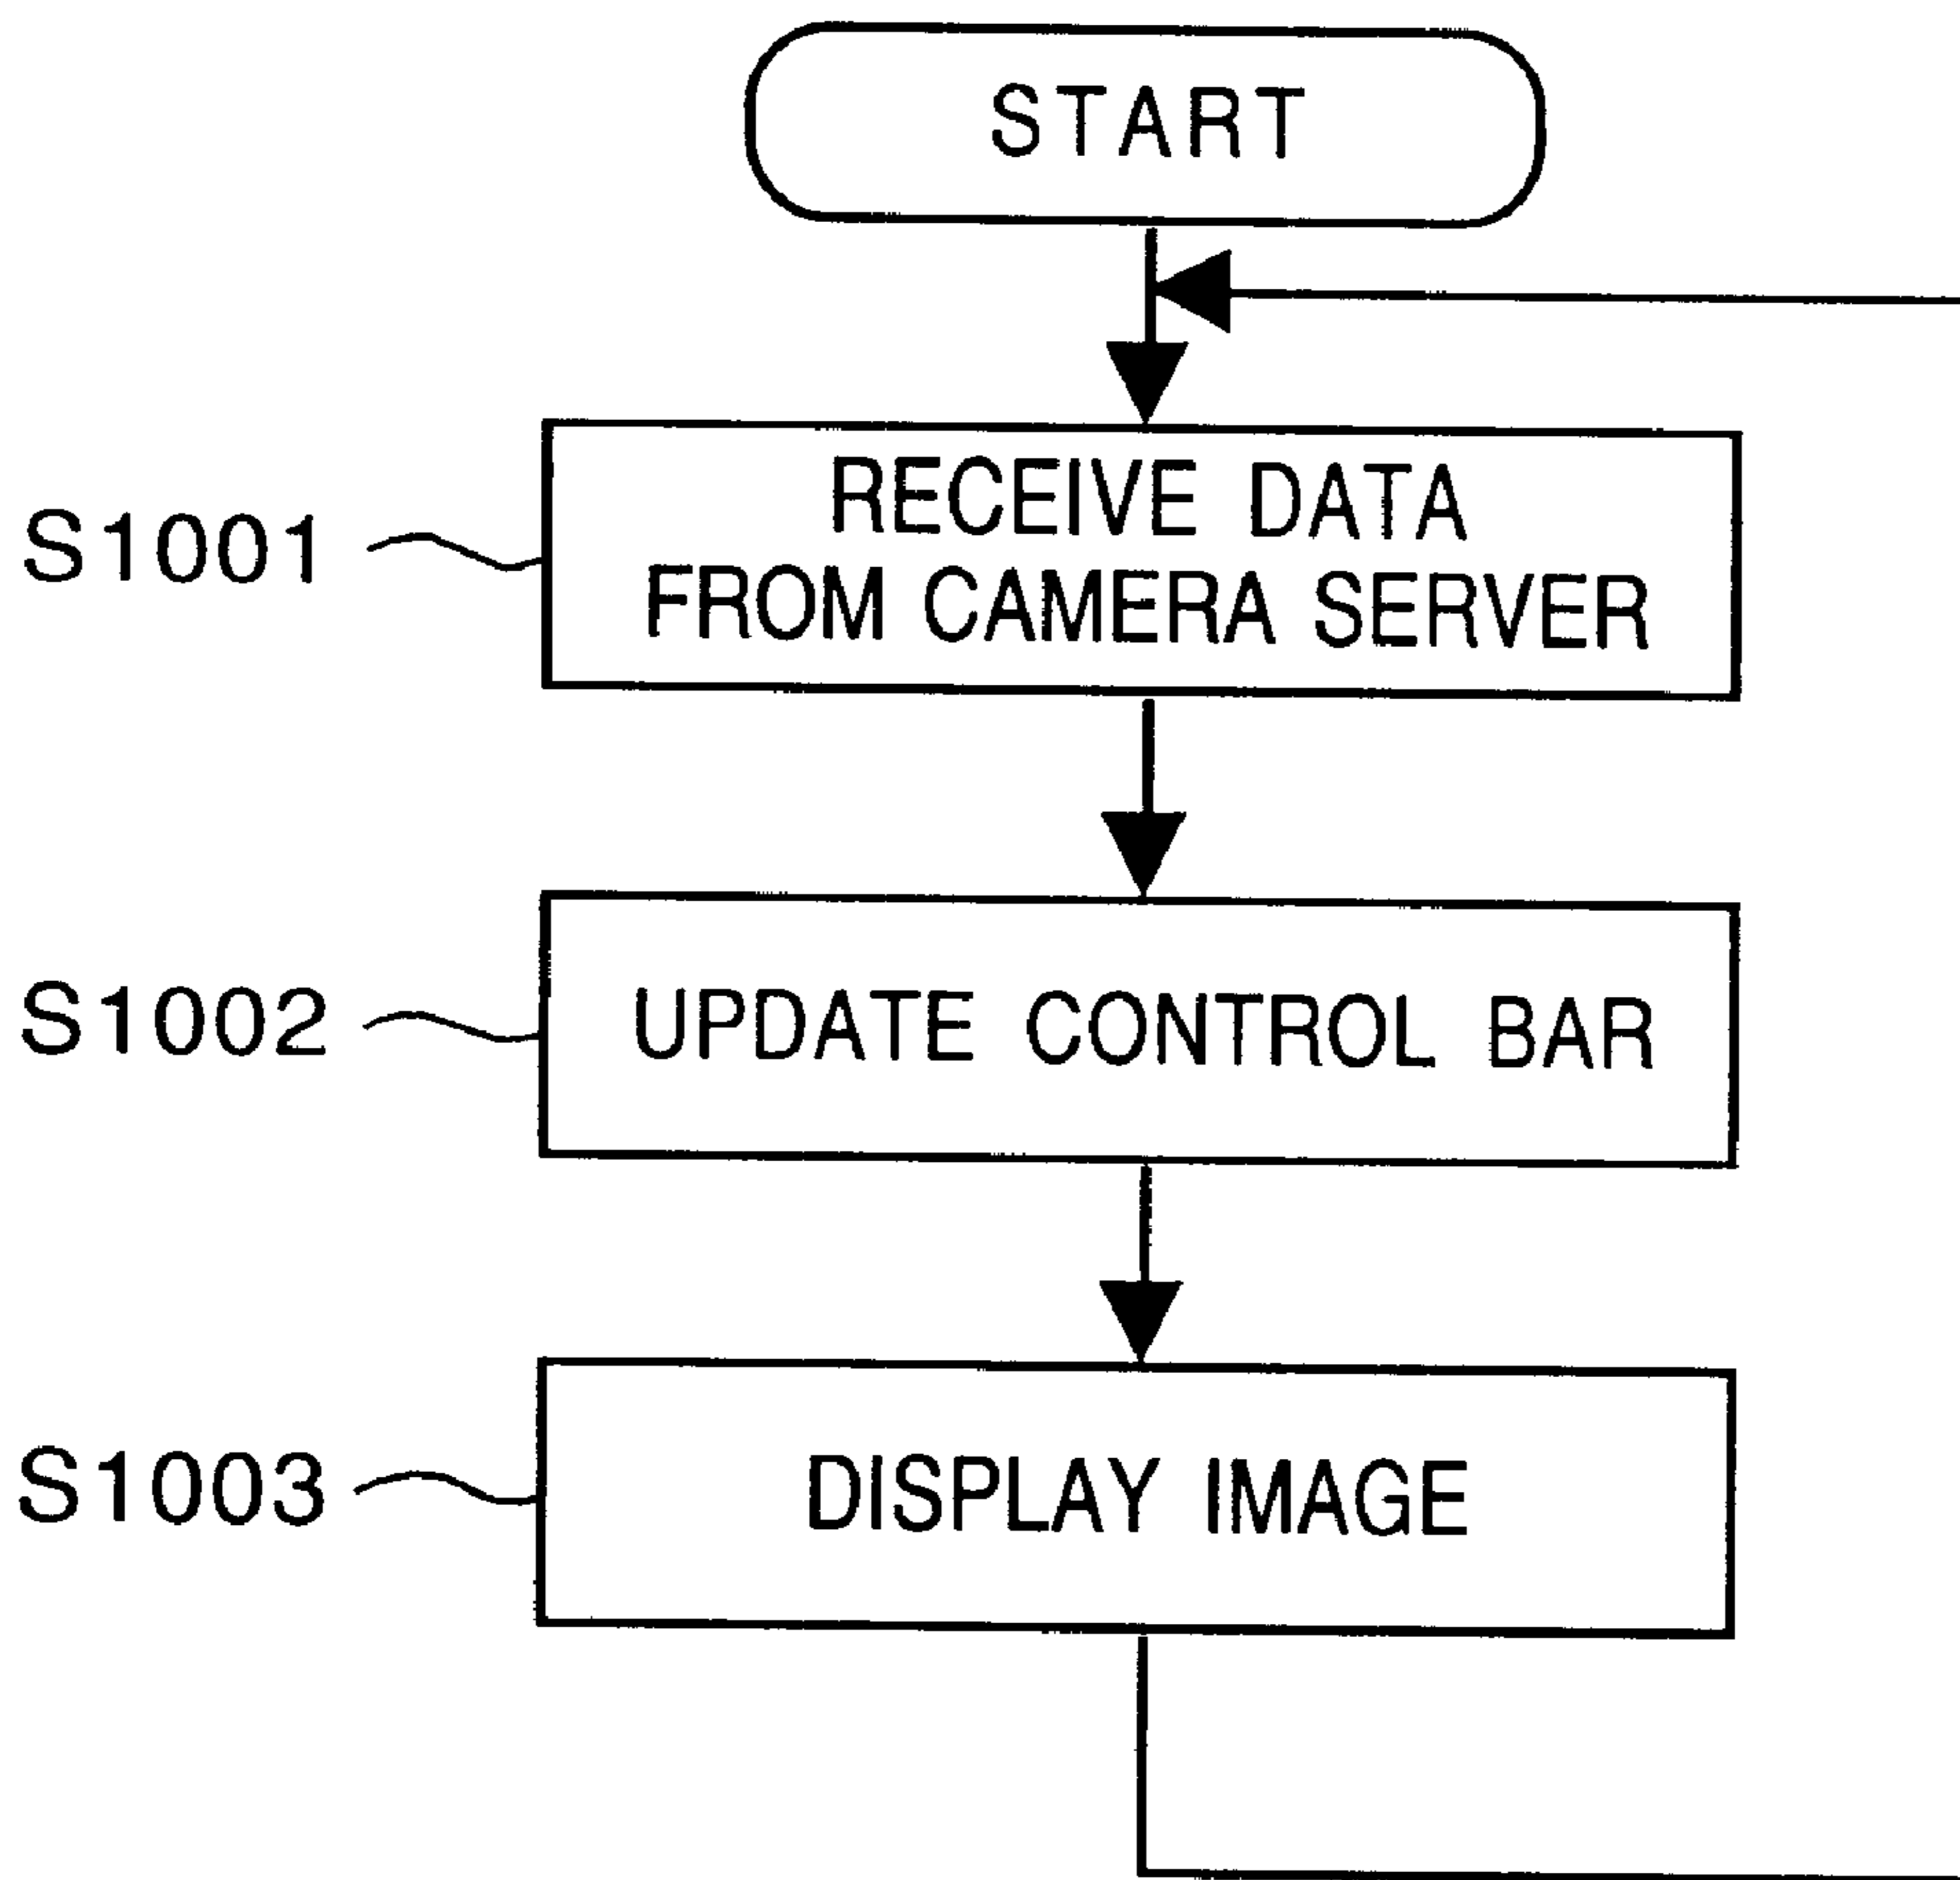 START
S1001
RECEIVE DATA
FROM CAMERA SERVER
S1002
UPDATE CONTROL BAR
S1003
DISPLAY IMAGE